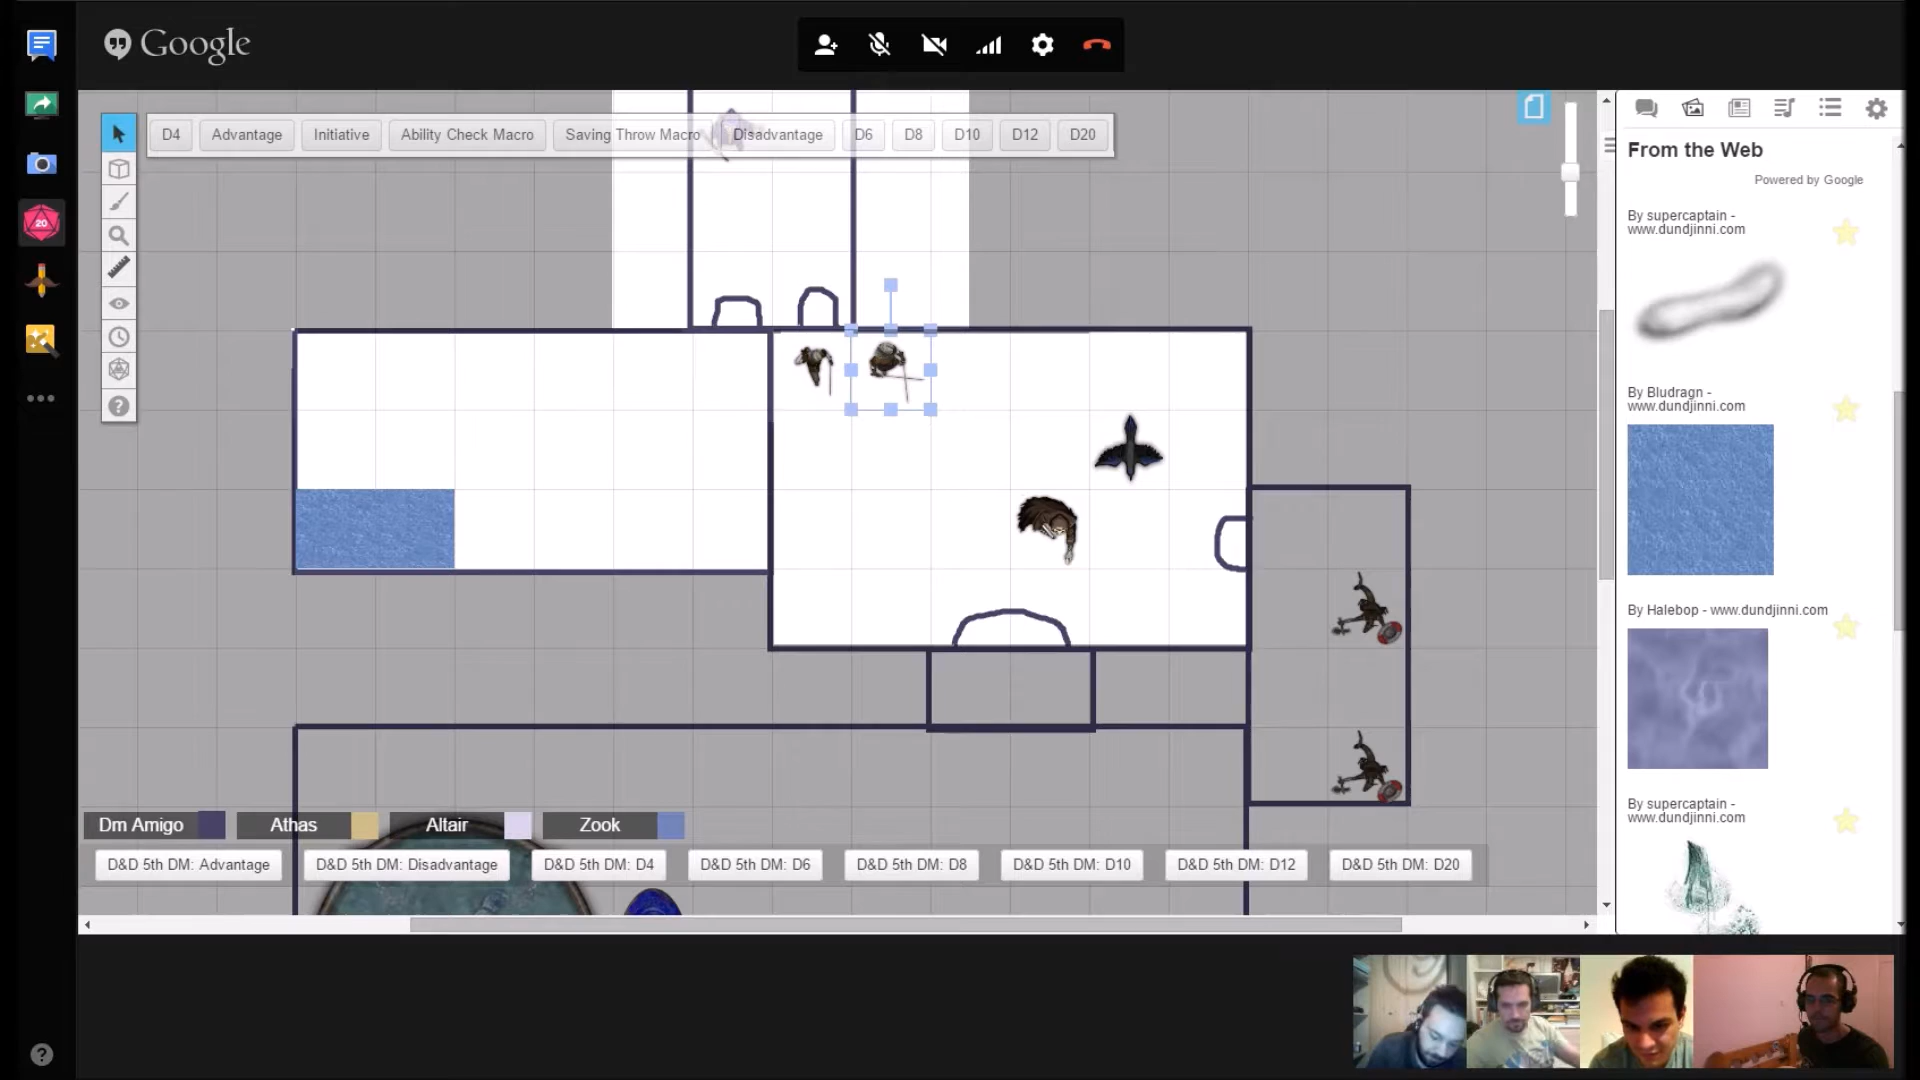 Google
D4 Advantage Initiative Ability Check Macro Saving Throw Macro Disadvantage D6 D8 D10 D12 D20
20
From the Web
Powered by Google
By supercaptain -
www.dundjinni.com
By Bludragn -
www.dundjinni.com
By Halebop - www.dundjinni.com
By supercaptain -
www.dundjinni.com
Dm Amigo Athas Altair Zook
D&D 5th DM: Advantage D&D 5th DM: Disadvantage D&D 5th DM: D4 D&D 5th DM: D6 D&D 5th DM: D8 D&D 5th DM: D10 D&D 5th DM: D12 D&D 5th DM: D20